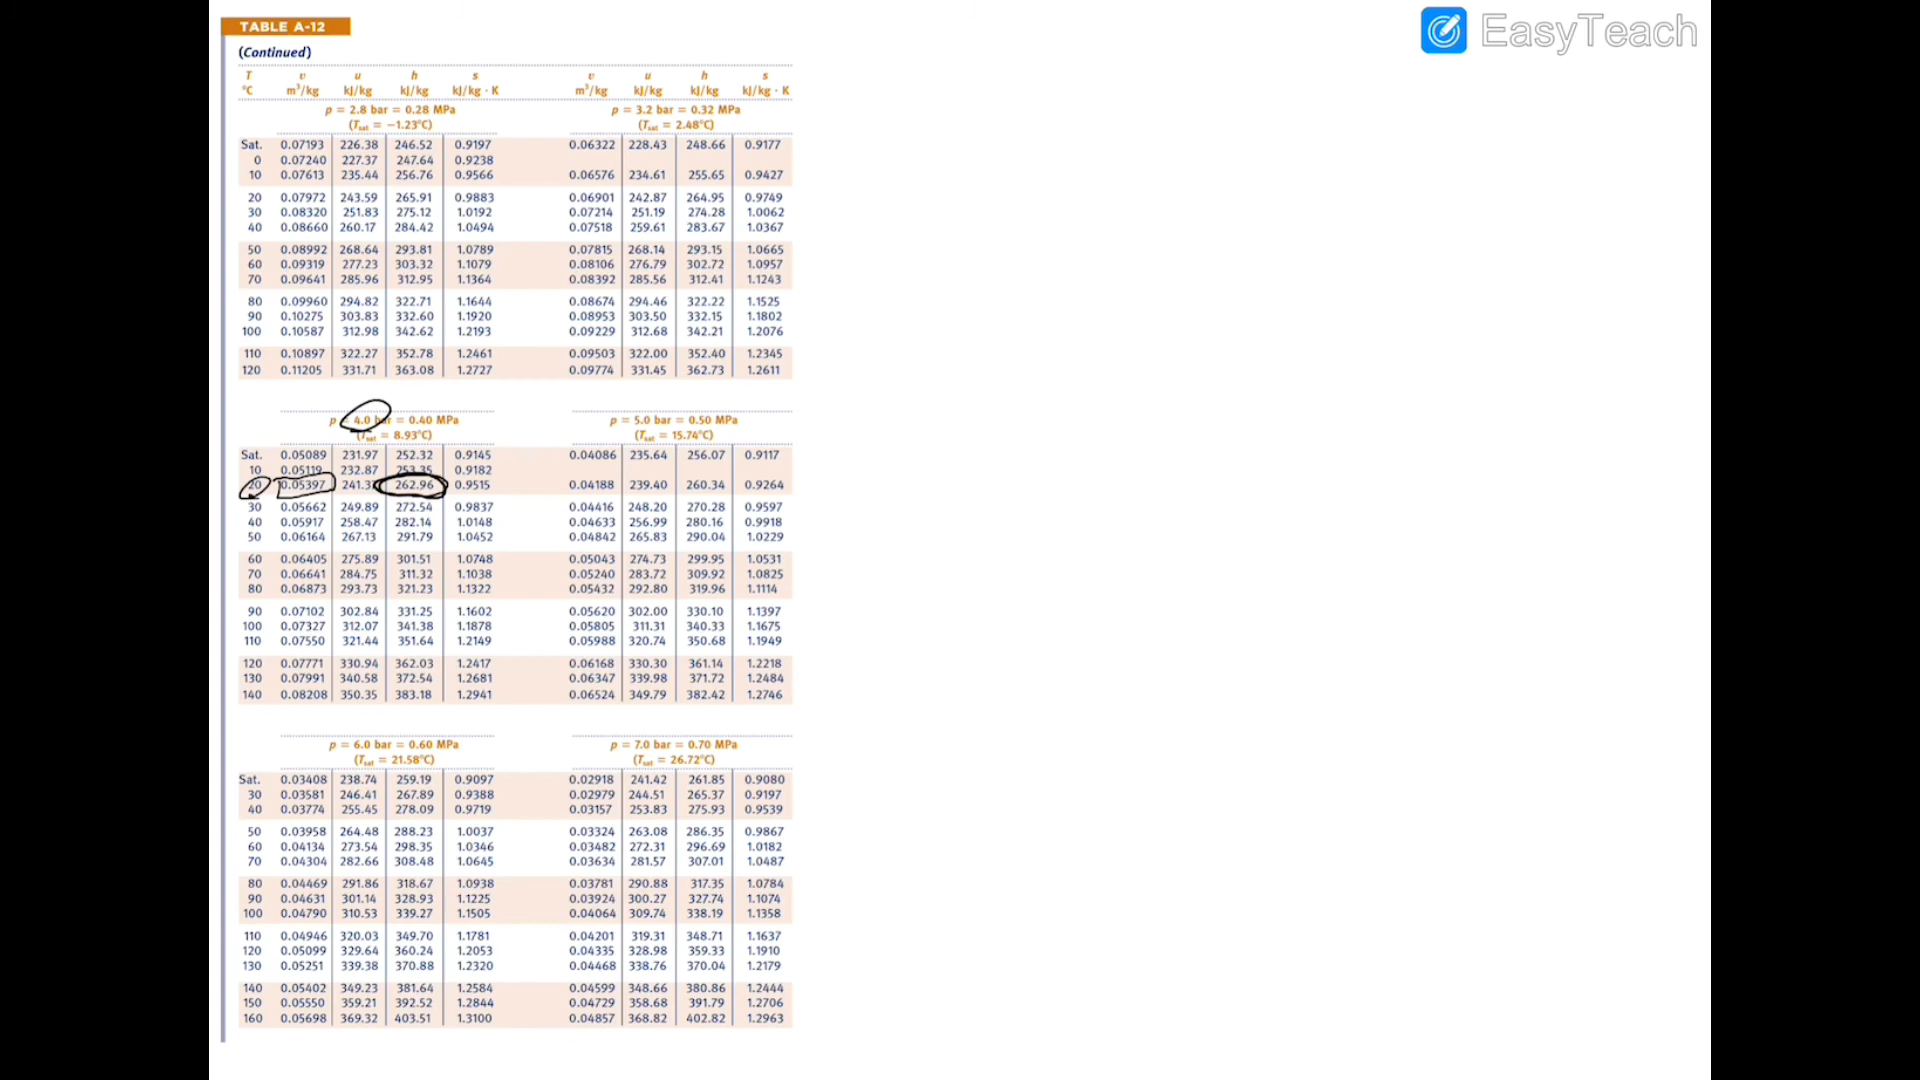 TABLE A-12
EasyTeach
(Continued)
T v u h s v u h s
°C m³/kg kJ/kg kJ/kg kJ/kg · K m³/kg kJ/kg kJ/kg kJ/kg · K
p = 2.8 bar = 0.28 MPa p = 3.2 bar = 0.32 MPa
(Tsat = −1.23°C) (Tsat = 2.48°C)
Sat. 0.07193 226.38 246.52 0.9197 0.06322 228.43 248.66 0.9177
0 0.07240 227.37 247.64 0.9238
10 0.07613 235.44 256.76 0.9566 0.06576 234.61 255.65 0.9427
20 0.07972 243.59 265.91 0.9883 0.06901 242.87 264.95 0.9749
30 0.08320 251.83 275.12 1.0192 0.07214 251.19 274.28 1.0062
40 0.08660 260.17 284.42 1.0494 0.07518 259.61 283.67 1.0367
50 0.08992 268.64 293.81 1.0789 0.07815 268.14 293.15 1.0665
60 0.09319 277.23 303.32 1.1079 0.08106 276.79 302.72 1.0957
70 0.09641 285.96 312.95 1.1364 0.08392 285.56 312.41 1.1243
80 0.09960 294.82 322.71 1.1644 0.08674 294.46 322.22 1.1525
90 0.10275 303.83 332.60 1.1920 0.08953 303.50 332.15 1.1802
100 0.10587 312.98 342.62 1.2193 0.09229 312.68 342.21 1.2076
110 0.10897 322.27 352.78 1.2461 0.09503 322.00 352.40 1.2345
120 0.11205 331.71 363.08 1.2727 0.09774 331.45 362.73 1.2611
p = 4.0 bar = 0.40 MPa p = 5.0 bar = 0.50 MPa
(Tsat = 8.93°C) (Tsat = 15.74°C)
Sat. 0.05089 231.97 252.32 0.9145 0.04086 235.64 256.07 0.9117
10 0.05119 232.87 253.35 0.9182
20 0.05397 262.96 0.9515 0.04188 239.40 260.34 0.9264
30 0.05662 249.89 272.54 0.9837 0.04416 248.20 270.28 0.9597
40 0.05917 258.47 282.14 1.0148 0.04633 256.99 280.16 0.9918
50 0.06164 267.13 291.79 1.0452 0.04842 265.83 290.04 1.0229
60 0.06405 275.89 301.51 1.0748 0.05043 274.73 299.95 1.0531
70 0.06641 284.75 311.32 1.1038 0.05240 283.72 309.92 1.0825
80 0.06873 293.73 321.23 1.1322 0.05432 292.80 319.96 1.1114
90 0.07102 302.84 331.25 1.1602 0.05620 302.00 330.10 1.1397
100 0.07327 312.07 341.38 1.1878 0.05805 311.31 340.33 1.1675
110 0.07550 321.44 351.64 1.2149 0.05988 320.74 350.68 1.1949
120 0.07771 330.94 362.03 1.2417 0.06168 330.30 361.14 1.2218
130 0.07991 340.58 372.54 1.2681 0.06347 339.98 371.72 1.2484
140 0.08208 350.35 383.18 1.2941 0.06524 349.79 382.42 1.2746
p = 6.0 bar = 0.60 MPa p = 7.0 bar = 0.70 MPa
(Tsat = 21.58°C) (Tsat = 26.72°C)
Sat. 0.03408 238.74 259.19 0.9097 0.02918 241.42 261.85 0.9080
30 0.03581 246.41 267.89 0.9388 0.02979 244.51 265.37 0.9197
40 0.03774 255.45 278.09 0.9719 0.03157 253.83 275.93 0.9539
50 0.03958 264.48 288.23 1.0037 0.03324 263.08 286.35 0.9867
60 0.04134 273.54 298.35 1.0346 0.03482 272.31 296.69 1.0182
70 0.04304 282.66 308.48 1.0645 0.03634 281.57 307.01 1.0487
80 0.04469 291.86 318.67 1.0938 0.03781 290.88 317.35 1.0784
90 0.04631 301.14 328.93 1.1225 0.03924 300.27 327.74 1.1074
100 0.04790 310.53 339.27 1.1505 0.04064 309.74 338.19 1.1358
110 0.04946 320.03 349.70 1.1781 0.04201 319.31 348.71 1.1637
120 0.05099 329.64 360.24 1.2053 0.04335 328.98 359.33 1.1910
130 0.05251 339.38 370.88 1.2320 0.04468 338.76 370.04 1.2179
140 0.05402 349.23 381.64 1.2584 0.04599 348.66 380.86 1.2444
150 0.05550 359.21 392.52 1.2844 0.04729 358.68 391.79 1.2706
160 0.05698 369.32 403.51 1.3100 0.04857 368.82 402.82 1.2963